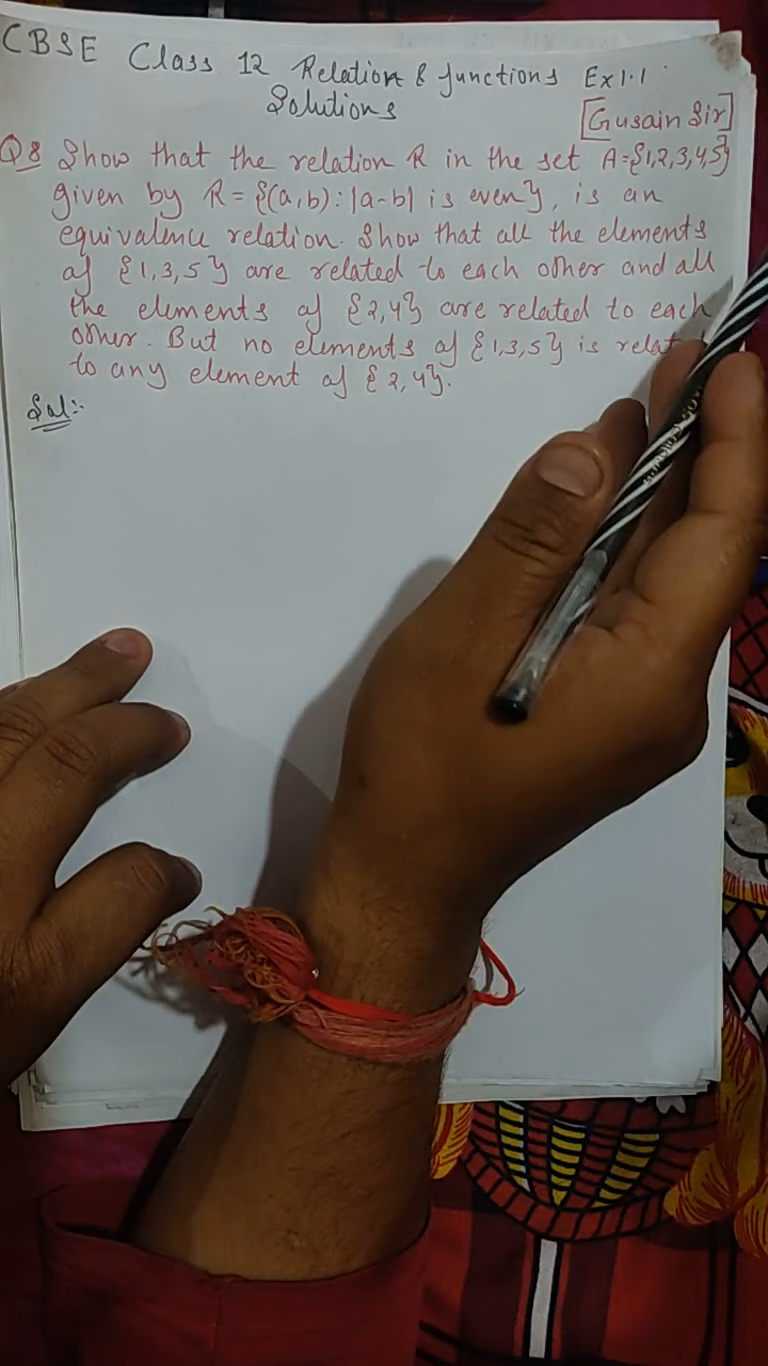 CBSE Class 12 Relation & functions Ex 1.1
Solutions
[Gusain Sir]
Q8 Show that the relation R in the set A={1,2,3,4,5}
given by R = {(a,b) : |a-b| is even}, is an
equivalence relation. Show that all the elements
of {1,3,5} are related to each other and all
the elements of {2,4} are related to each
other. But no elements of {1,3,5} is
to any element of {2,4}.
Sol:-